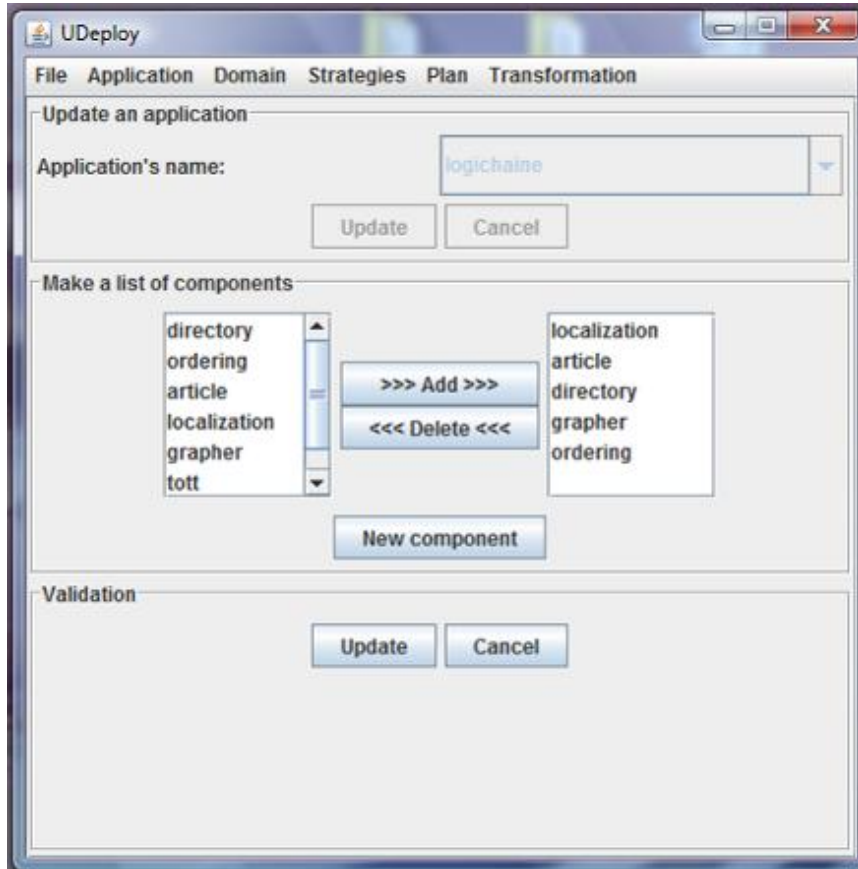 UDeploy
File Application Domain Strategies Plan Transformation
Update an application
Application's name: logichaine
Update Cancel
Make a list of components
directory
ordering
article
localization
grapher
tott
>>> Add >>>
<<< Delete <<<
localization
article
directory
grapher
ordering
New component
Validation
Update Cancel